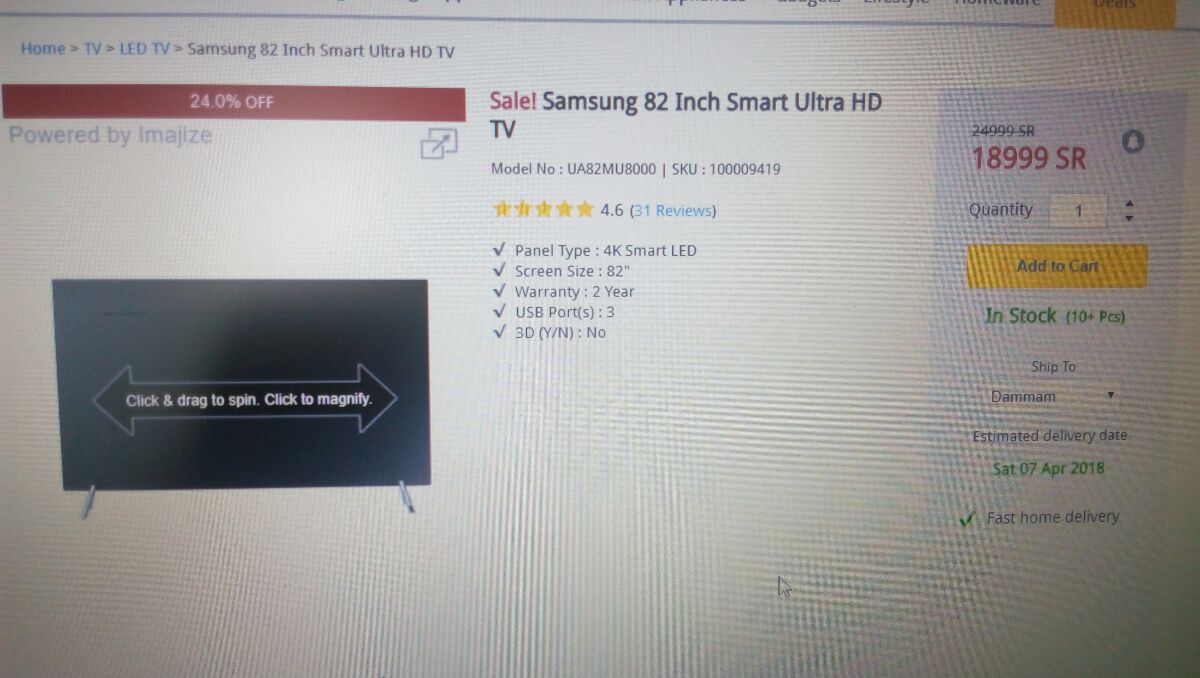 Lifestyle
Deals
Home > TV > LED TV > Samsung 82 Inch Smart Ultra HD TV
24.0% OFF
Powered by Imajize
Click & drag to spin. Click to magnify.
Sale! Samsung 82 Inch Smart Ultra HD
TV
Model No : UA82MU8000 | SKU : 100009419
4.6 (31 Reviews)
√ Panel Type : 4K Smart LED
√ Screen Size : 82"
√ Warranty : 2 Year
√ USB Port(s) : 3
√ 3D (Y/N) : No
24999 SR
18999 SR
Quantity 1
Add to Cart
In Stock (10+ Pcs)
Ship To
Dammam
Estimated delivery date
Sat 07 Apr 2018
Fast home delivery